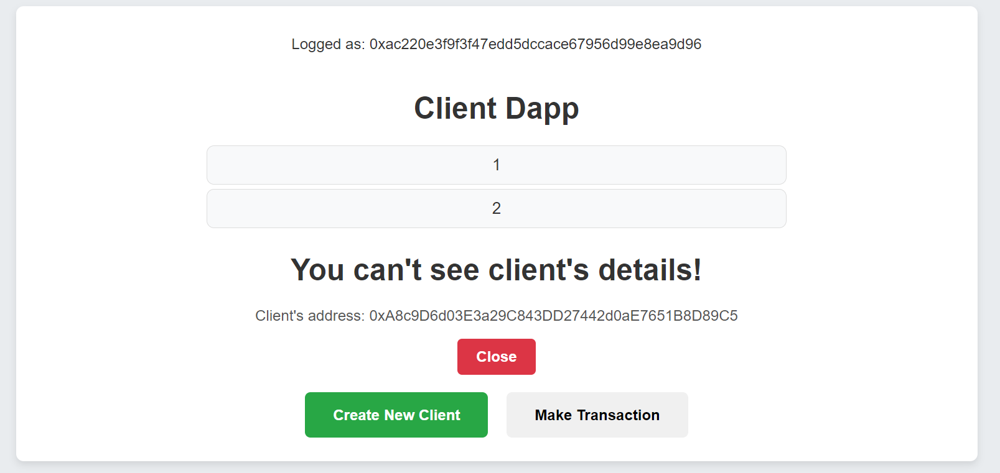 Logged as: 0xac220e3f9f3f47edd5dccace67956d99e8ea9d96
Client Dapp
1
2
You can't see client's details!
Client's address: 0xA8c9D6d03E3a29C843DD27442d0aE7651B8D89C5
Close
Create New Client
Make Transaction